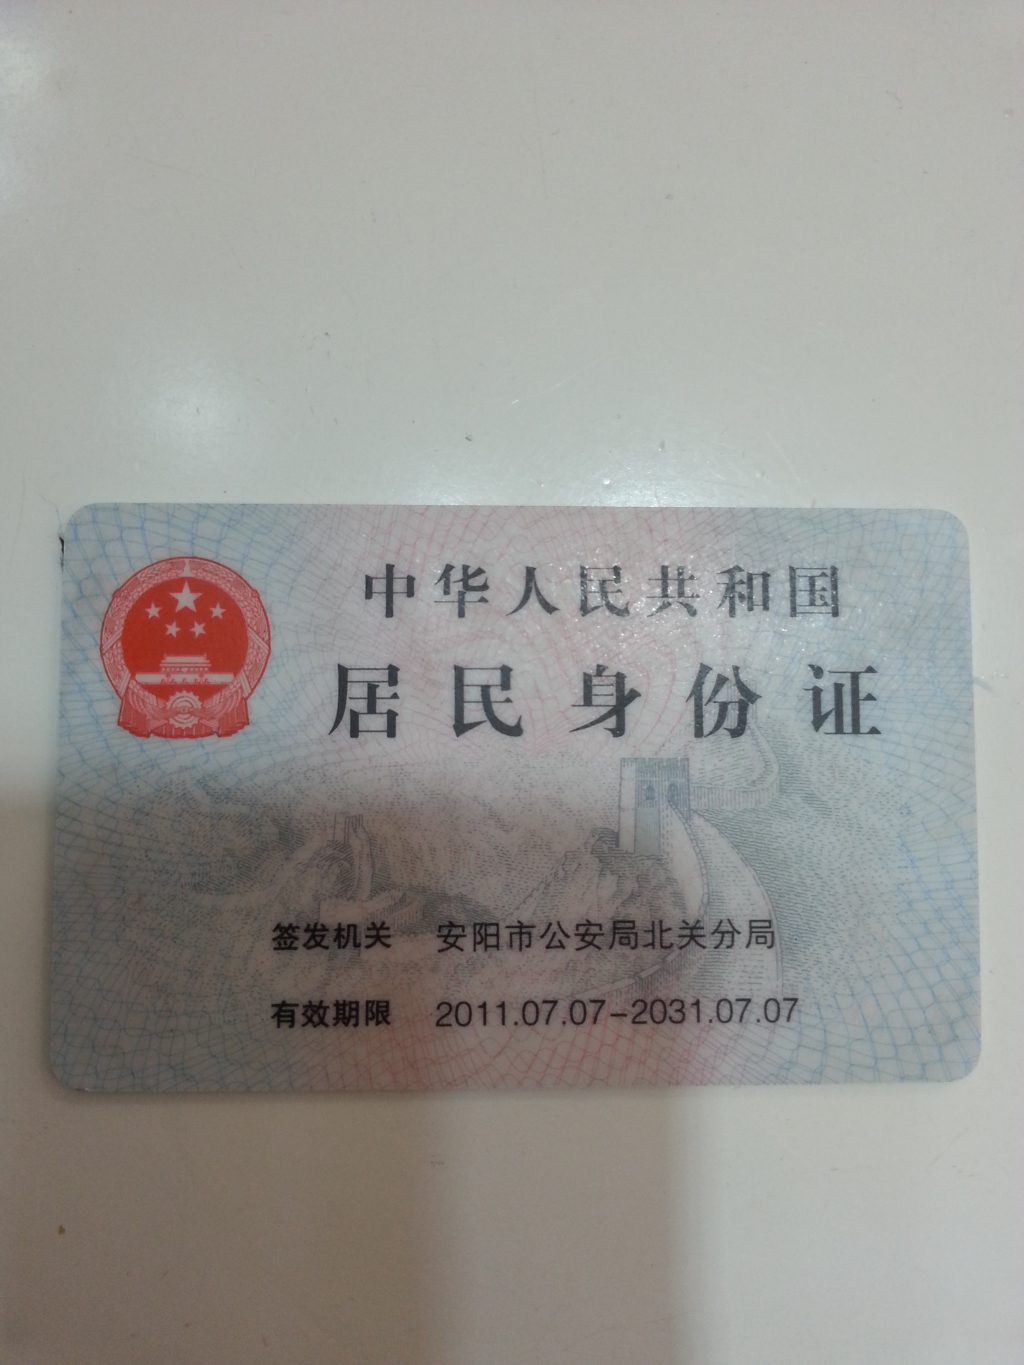 中华人民共和国
居民身份证
签发机关 安阳市公安局北关分局
有效期限 2011.07.07-2031.07.07